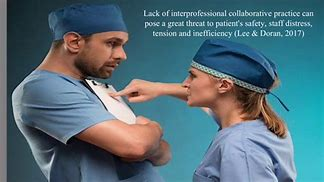 Lack of interprofessional collaborative practice can
pose a great threat to patient's safety, staff distress,
tension and inefficiency (Lee & Doran, 2017)